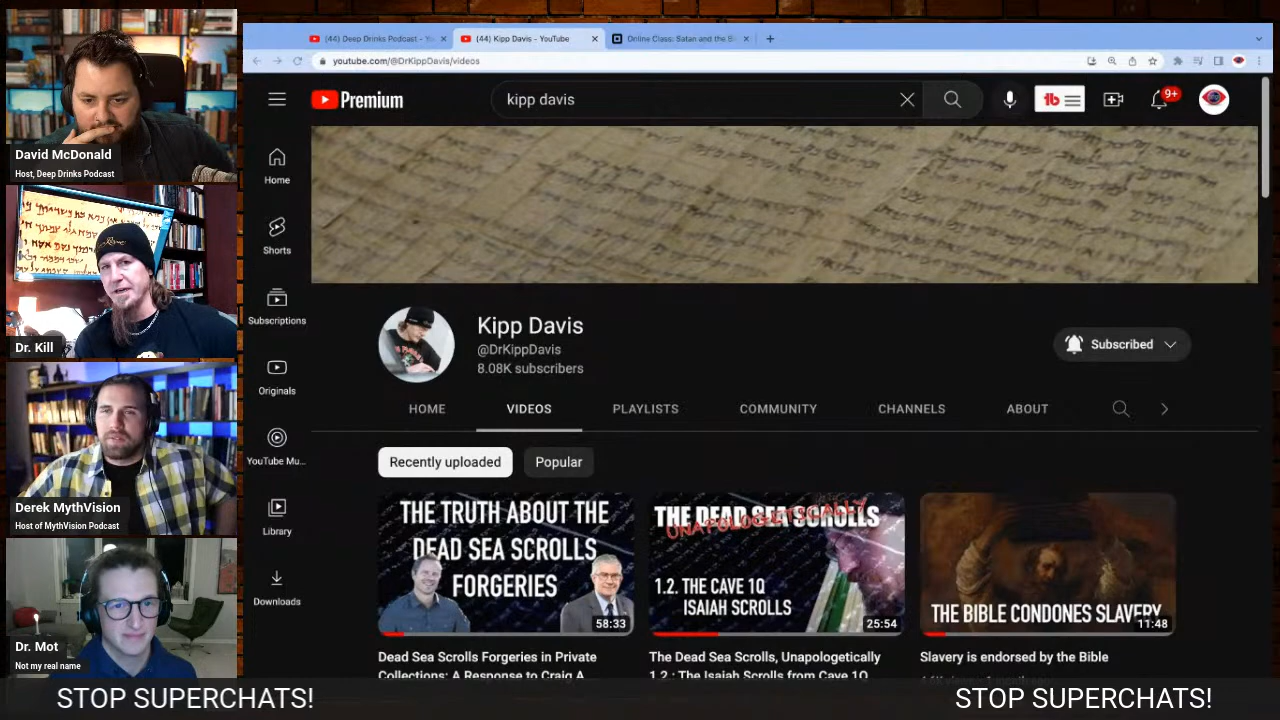 David McDonald
Host, Deep Drinks Podcast
Dr. Kill
Derek MythVision
Host of MythVision Podcast
Dr. Mot
Not my real name
(44) Deep Drinks Podcast - Yo
(44) Kipp Davis - YouTube
Online Class: Satan and the B
youtube.com/@DrKippDavis/videos
Premium
kipp davis
9+
Home
Shorts
Subscriptions
Originals
YouTube Mu...
Library
Downloads
Kipp Davis
@DrKippDavis
8.08K subscribers
Subscribed
HOME
VIDEOS
PLAYLISTS
COMMUNITY
CHANNELS
ABOUT
Recently uploaded
Popular
THE TRUTH ABOUT THE
DEAD SEA SCROLLS
FORGERIES
58:33
THE DEAD SEA SCROLLS
UNAPOLOGETICALLY
1.2. THE CAVE 1Q
ISAIAH SCROLLS
25:54
THE BIBLE CONDONES SLAVERY
11:48
Dead Sea Scrolls Forgeries in Private
Collections: A Response to Craig A
The Dead Sea Scrolls, Unapologetically
1.2.: The Isaiah Scrolls from Cave 1Q
Slavery is endorsed by the Bible
STOP SUPERCHATS!
STOP SUPERCHATS!